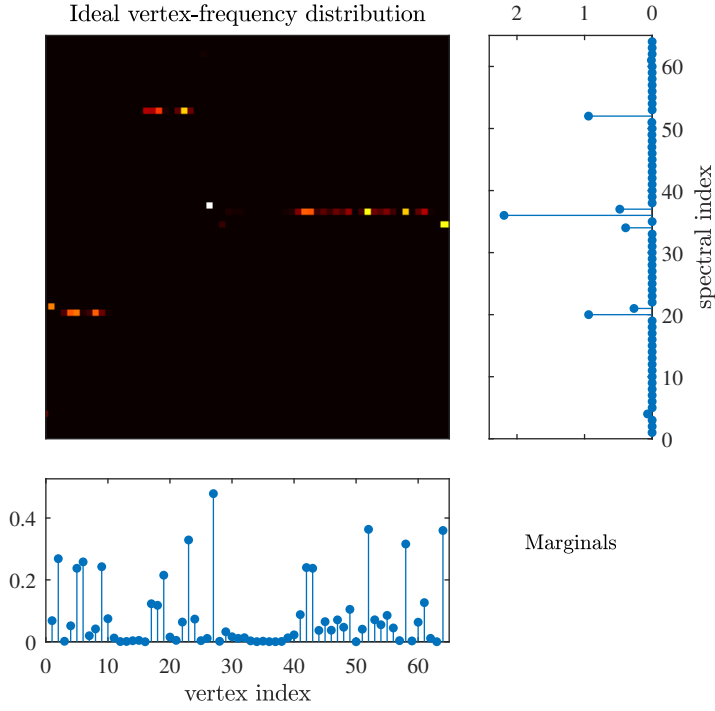 Ideal vertex-frequency distribution
2 1 0
60
50
40
30
20
10
0
spectral index
0.4
0.2
0
0 10 20 30 40 50 60
vertex index
Marginals